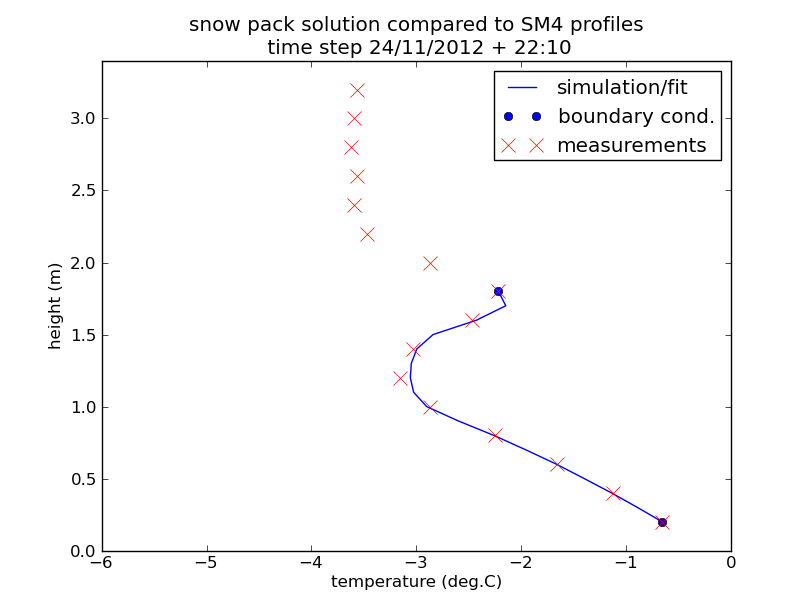 snow pack solution compared to SM4 profiles
time step 24/11/2012 + 22:10
simulation/fit
boundary cond.
measurements
3.0
2.5
2.0
1.5
1.0
0.5
0.0
height (m)
−6 −5 −4 −3 −2 −1 0
temperature (deg.C)